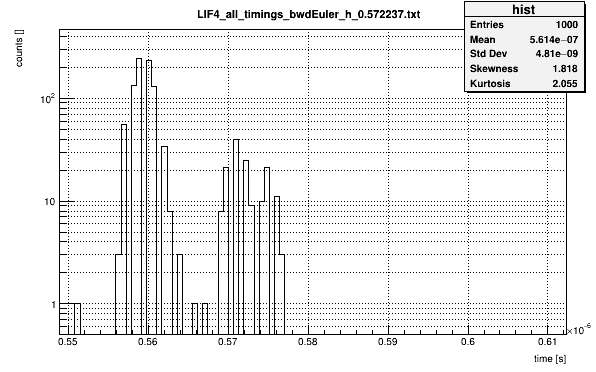 LIF4_all_timings_bwdEuler_h_0.572237.txt
hist
Entries 1000
Mean 5.614e−07
Std Dev 4.81e−09
Skewness 1.818
Kurtosis 2.055
counts []
10²
10
1
0.55 0.56 0.57 0.58 0.59 0.6 0.61
×10⁻⁶
time [s]